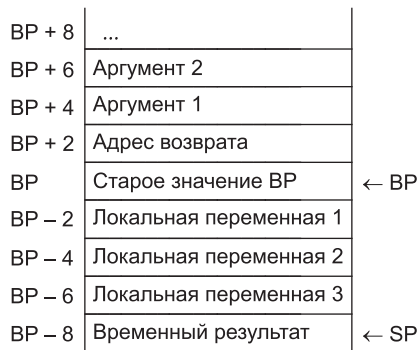 BP + 8 ...
BP + 6 Аргумент 2
BP + 4 Аргумент 1
BP + 2 Адрес возврата
BP Старое значение BP ← BP
BP – 2 Локальная переменная 1
BP – 4 Локальная переменная 2
BP – 6 Локальная переменная 3
BP – 8 Временный результат ← SP